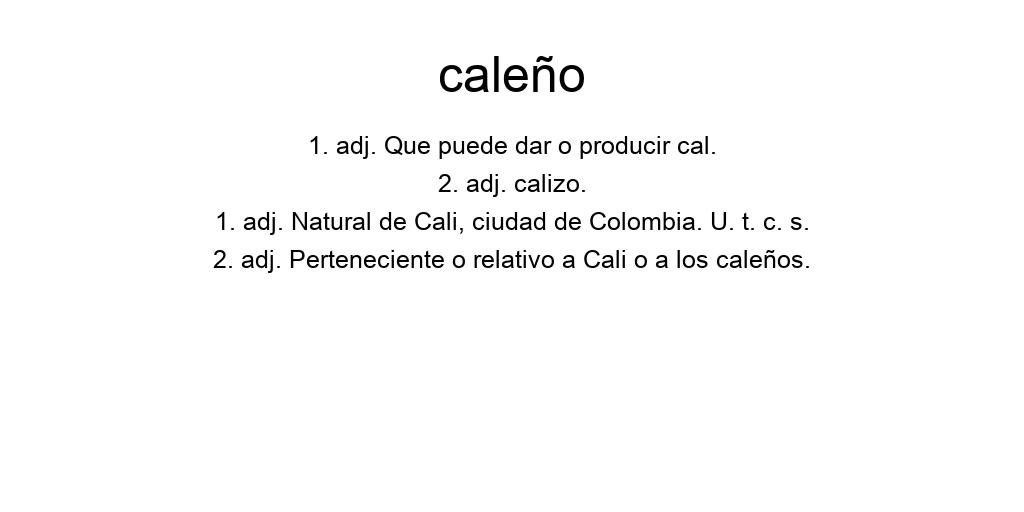 caleño
1. adj. Que puede dar o producir cal.
2. adj. calizo.
1. adj. Natural de Cali, ciudad de Colombia. U. t. c. s.
2. adj. Perteneciente o relativo a Cali o a los caleños.